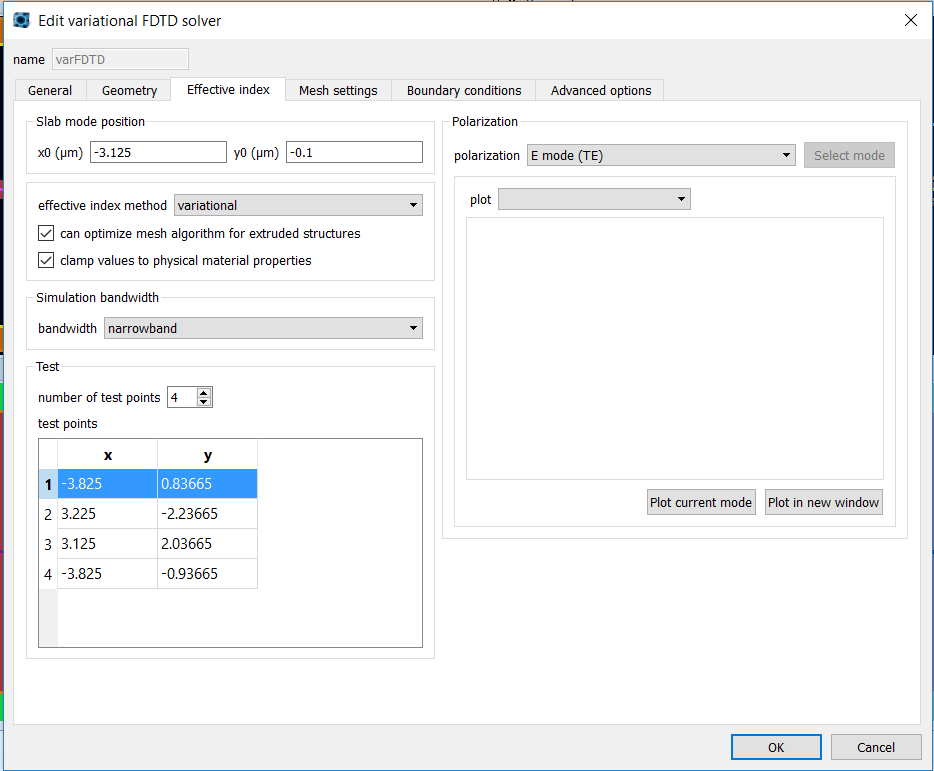 Edit variational FDTD solver
name varFDTD
General Geometry Effective index Mesh settings Boundary conditions Advanced options
Slab mode position
x0 (µm) -3.125 y0 (µm) -0.1
effective index method variational
can optimize mesh algorithm for extruded structures
clamp values to physical material properties
Simulation bandwidth
bandwidth narrowband
Test
number of test points 4
test points
x y
1 -3.825 0.83665
2 3.225 -2.23665
3 3.125 2.03665
4 -3.825 -0.93665
Polarization
polarization E mode (TE) Select mode
plot
Plot current mode Plot in new window
OK Cancel